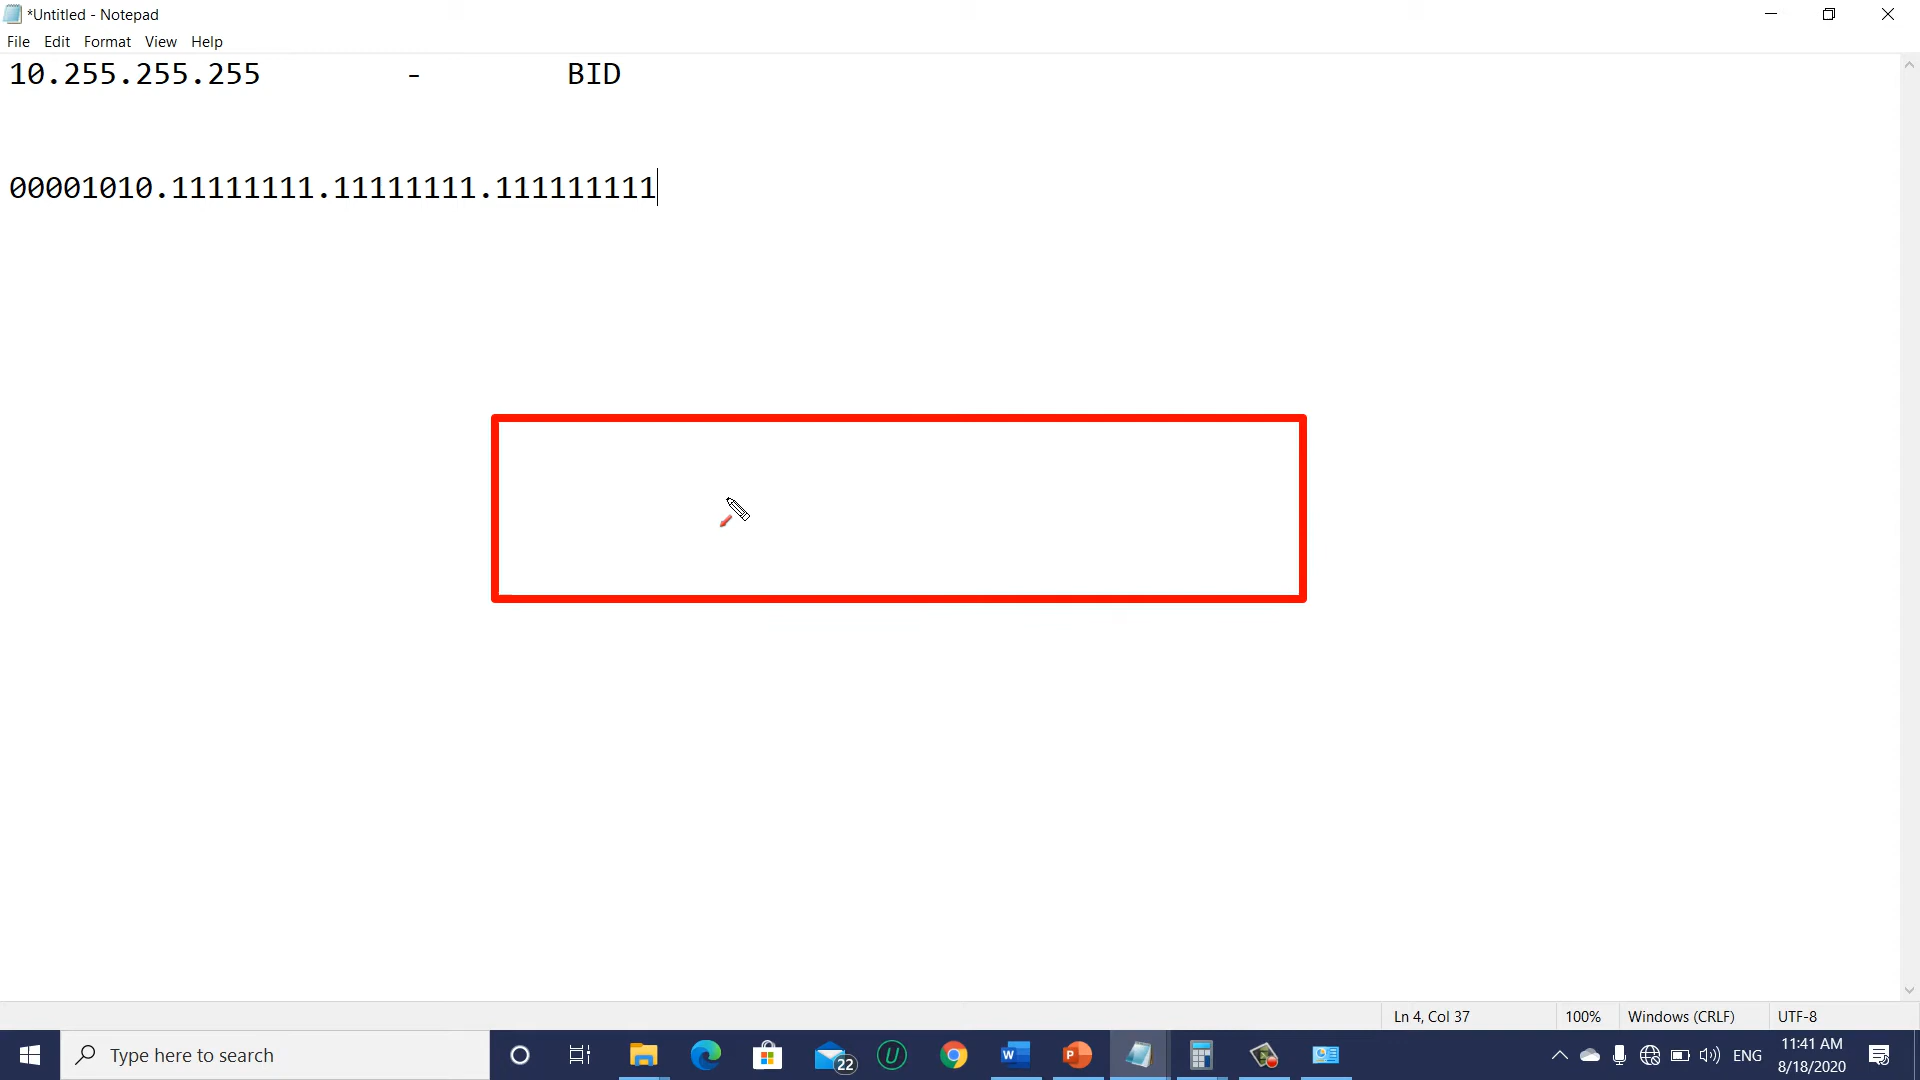 *Untitled - Notepad
File Edit Format View Help
10.255.255.255 - BID
00001010.11111111.11111111.111111111
Ln 4, Col 37 100% Windows (CRLF) UTF-8
Type here to search
22
U
W
P
ENG
11:41 AM
8/18/2020